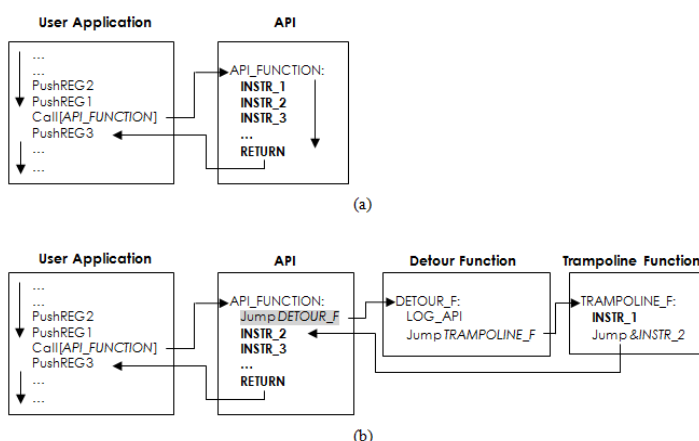 User Application
API
...
...
PushREG2
PushREG1
Call[API_FUNCTION]
PushREG3
...
...
API_FUNCTION:
INSTR_1
INSTR_2
INSTR_3
...
RETURN
(a)
User Application
API
Detour Function
Trampoline Function
...
...
PushREG2
PushREG1
Call[API_FUNCTION]
PushREG3
...
...
API_FUNCTION:
Jump DETOUR_F
INSTR_2
INSTR_3
...
RETURN
DETOUR_F:
LOG_API
Jump TRAMPOLINE_F
TRAMPOLINE_F:
INSTR_1
Jump &INSTR_2
(b)